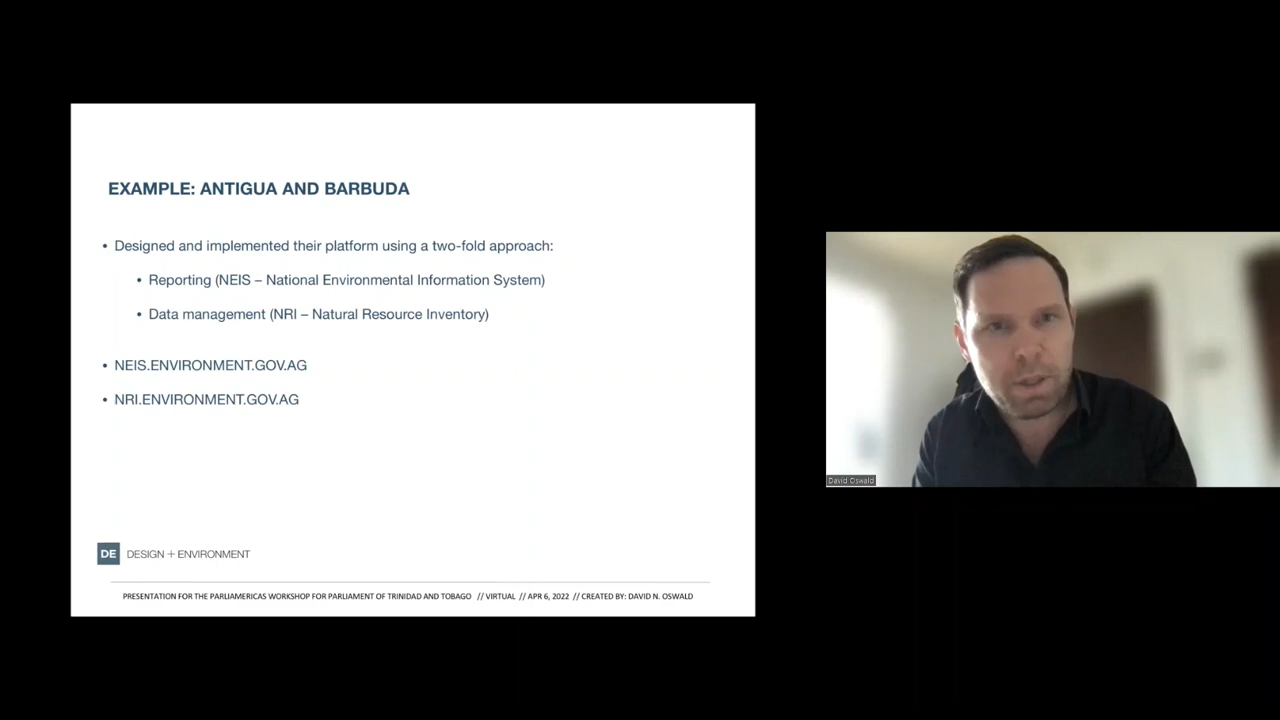 EXAMPLE: ANTIGUA AND BARBUDA
• Designed and implemented their platform using a two-fold approach:
• Reporting (NEIS – National Environmental Information System)
• Data management (NRI – Natural Resource Inventory)
• NEIS.ENVIRONMENT.GOV.AG
• NRI.ENVIRONMENT.GOV.AG
DE DESIGN + ENVIRONMENT
PRESENTATION FOR THE PARLIAMERICAS WORKSHOP FOR PARLIAMENT OF TRINIDAD AND TOBAGO // VIRTUAL // APR 6, 2022 // CREATED BY: DAVID N. OSWALD
David Oswald